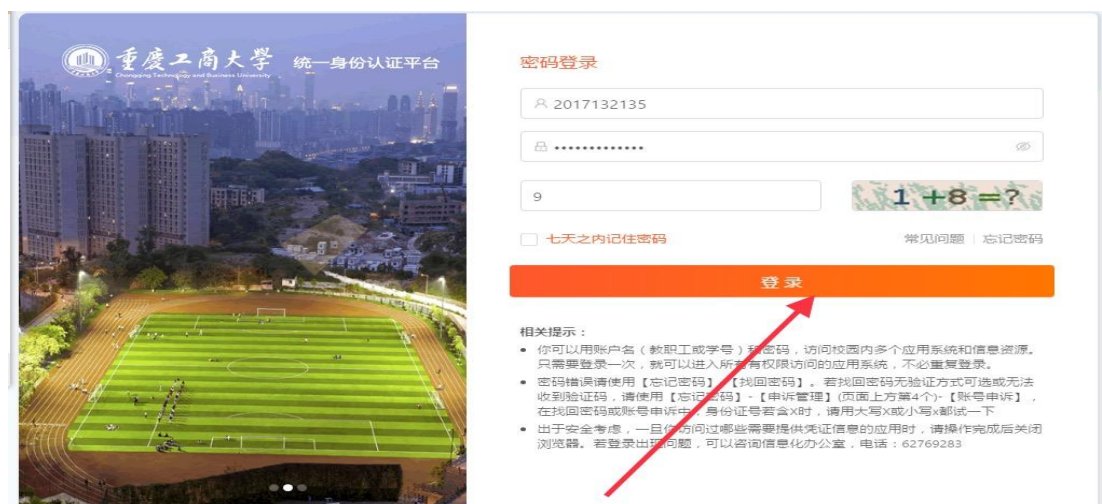 重庆工商大学 统一身份认证平台
Chongqing Technology and Business University
密码登录
2017132135
•••••••••••••
9
1+8=?
七天之内记住密码
常见问题 | 忘记密码
登录
相关提示：
• 你可以用账户名（教职工或学号）和密码，访问校园内多个应用系统和信息资源。
只需要登录一次，就可以进入所有有权限访问的应用系统，不必重复登录。
• 密码错误请使用【忘记密码】-【找回密码】。若找回密码无验证方式可选或无法
收到验证码，请使用【忘记密码】-【申诉管理】(页面上方第4个)-【账号申诉】，
在找回密码或账号申诉中，身份证号若含X时，请用大写X或小写x都试一下
• 出于安全考虑，一旦你访问过哪些需要提供凭证信息的应用时，请操作完成后关闭
浏览器。若登录出现问题，可以咨询信息化办公室，电话：62769283